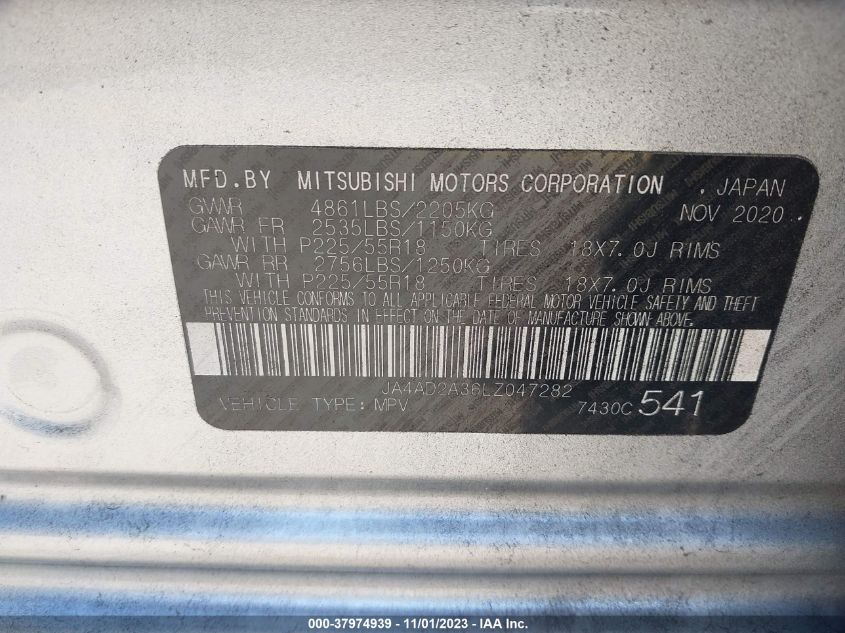 MFD.BY MITSUBISHI MOTORS CORPORATION . JAPAN
GVWR 4861LBS/2205KG NOV 2020
GAWR FR 2535LBS/1150KG
WITH P225/55R18 TIRES 18X7.0J RIMS
GAWR RR 2756LBS/1250KG
WITH P225/55R18 TIRES 18X7.0J RIMS
THIS VEHICLE CONFORMS TO ALL APPLICABLE FEDERAL MOTOR VEHICLE SAFETY AND THEFT
PREVENTION STANDARDS IN EFFECT ON THE DATE OF MANUFACTURE SHOWN ABOVE.
JA4AD2A36LZ047282
VEHICLE TYPE: MPV 7430C 541
000-37974939 - 11/01/2023 - IAA Inc.